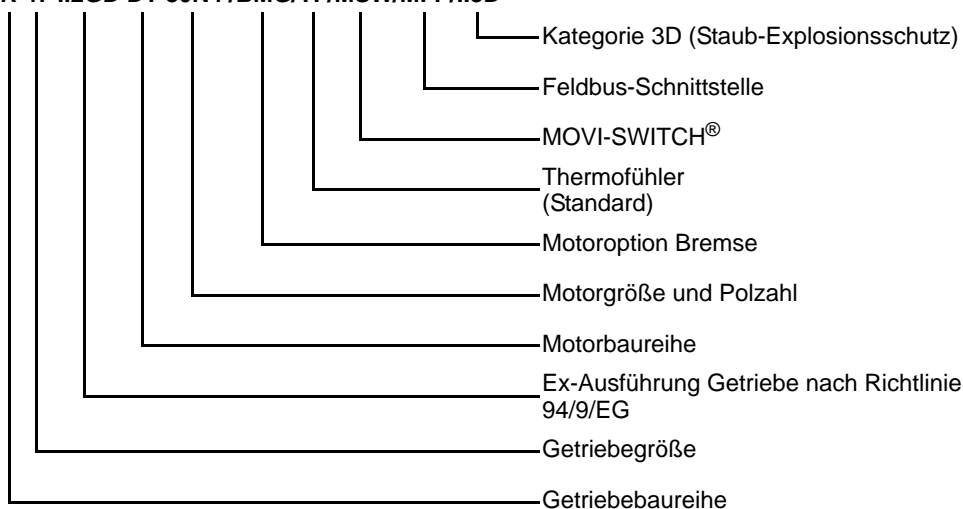 Kategorie 3D (Staub-Explosionsschutz)
Feldbus-Schnittstelle
MOVI-SWITCH®
Thermofühler
(Standard)
Motoroption Bremse
Motorgröße und Polzahl
Motorbaureihe
Ex-Ausführung Getriebe nach Richtlinie
94/9/EG
Getriebegröße
Getriebebaureihe